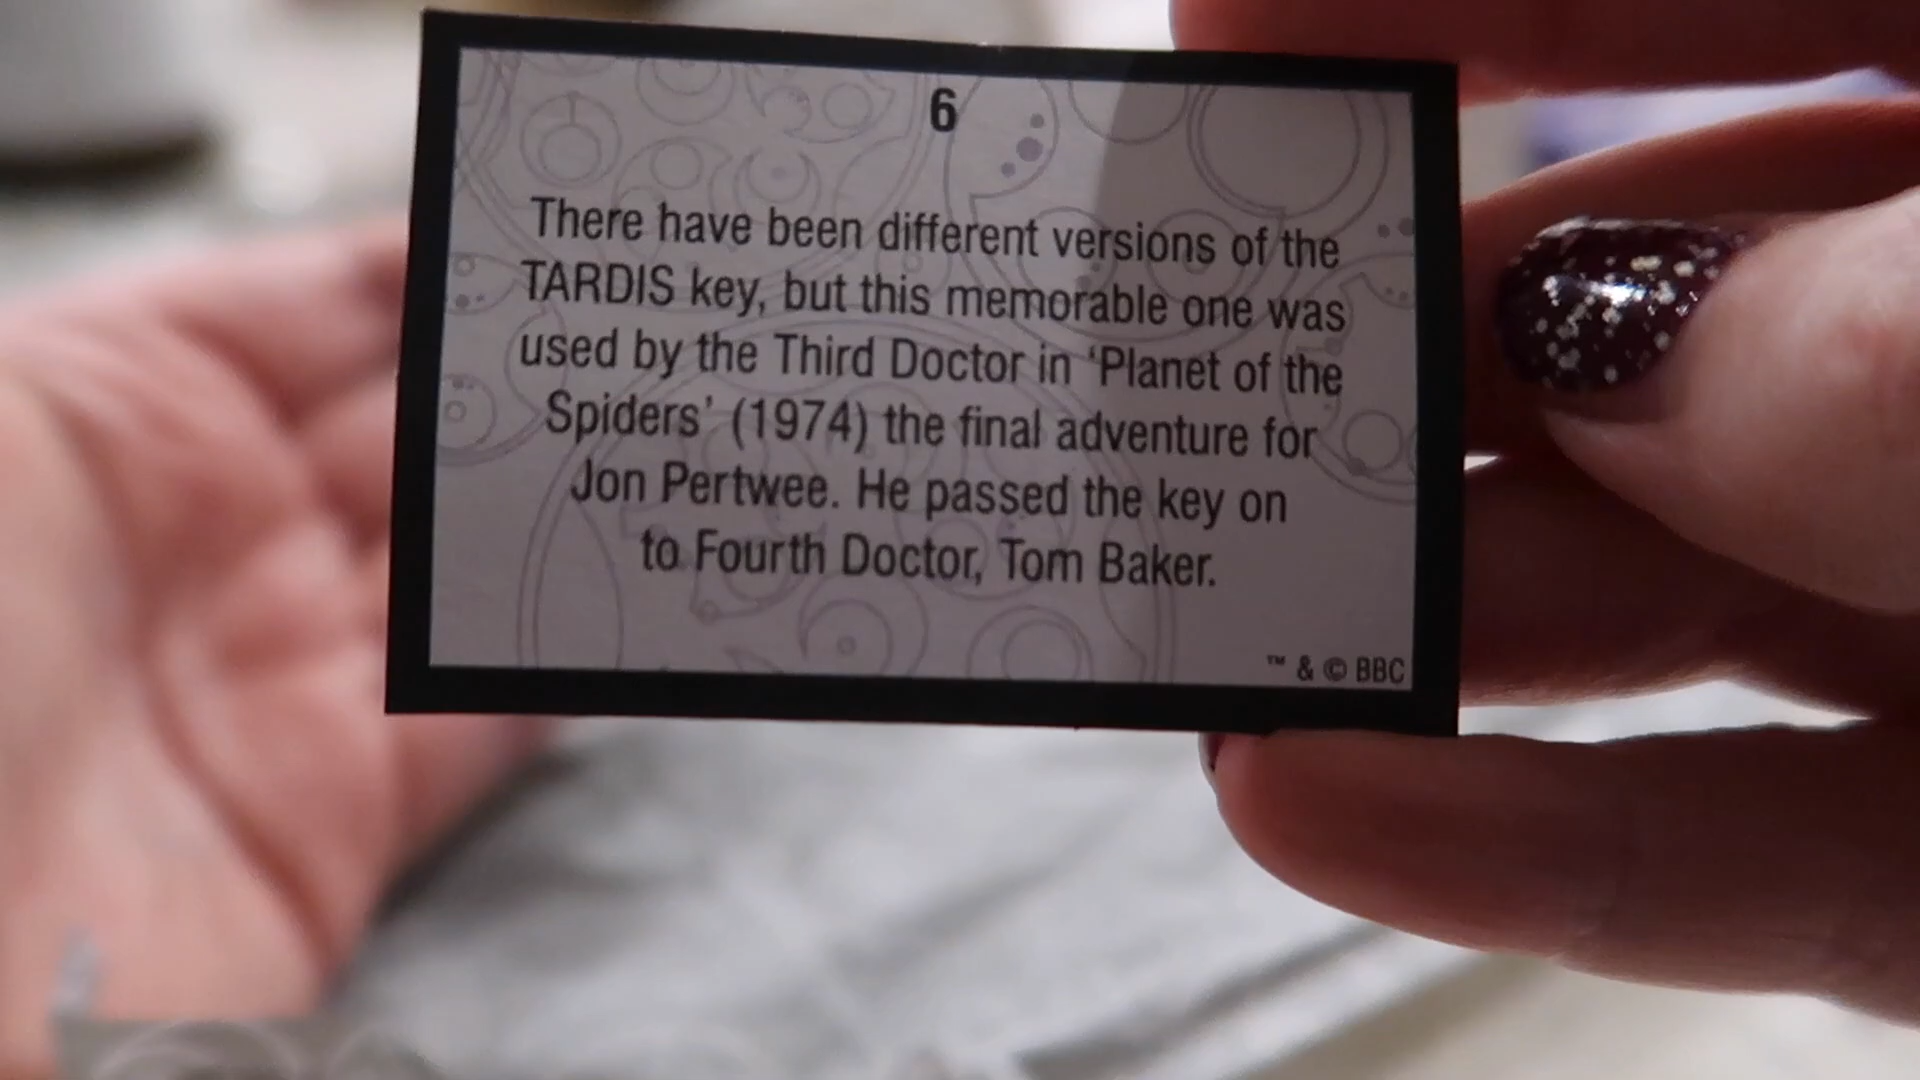 6
There have been different versions of the
TARDIS key, but this memorable one was
used by the Third Doctor in ‘Planet of the
Spiders’ (1974) the final adventure for
Jon Pertwee. He passed the key on
to Fourth Doctor, Tom Baker.
™ & © BBC